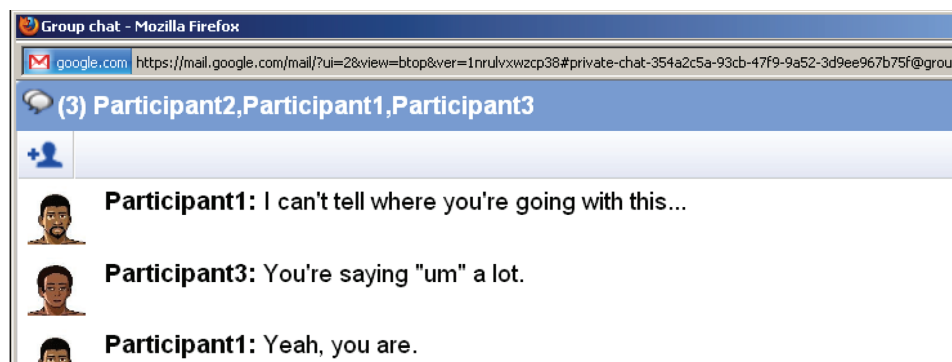 Group chat - Mozilla Firefox
google.com https://mail.google.com/mail/?ui=2&view=btop&ver=1nrulvxwzcp38#private-chat-354a2c5a-93cb-47f9-9a52-3d9ee967b75f@grou
(3) Participant2,Participant1,Participant3
Participant1: I can't tell where you're going with this...
Participant3: You're saying "um" a lot.
Participant1: Yeah, you are.